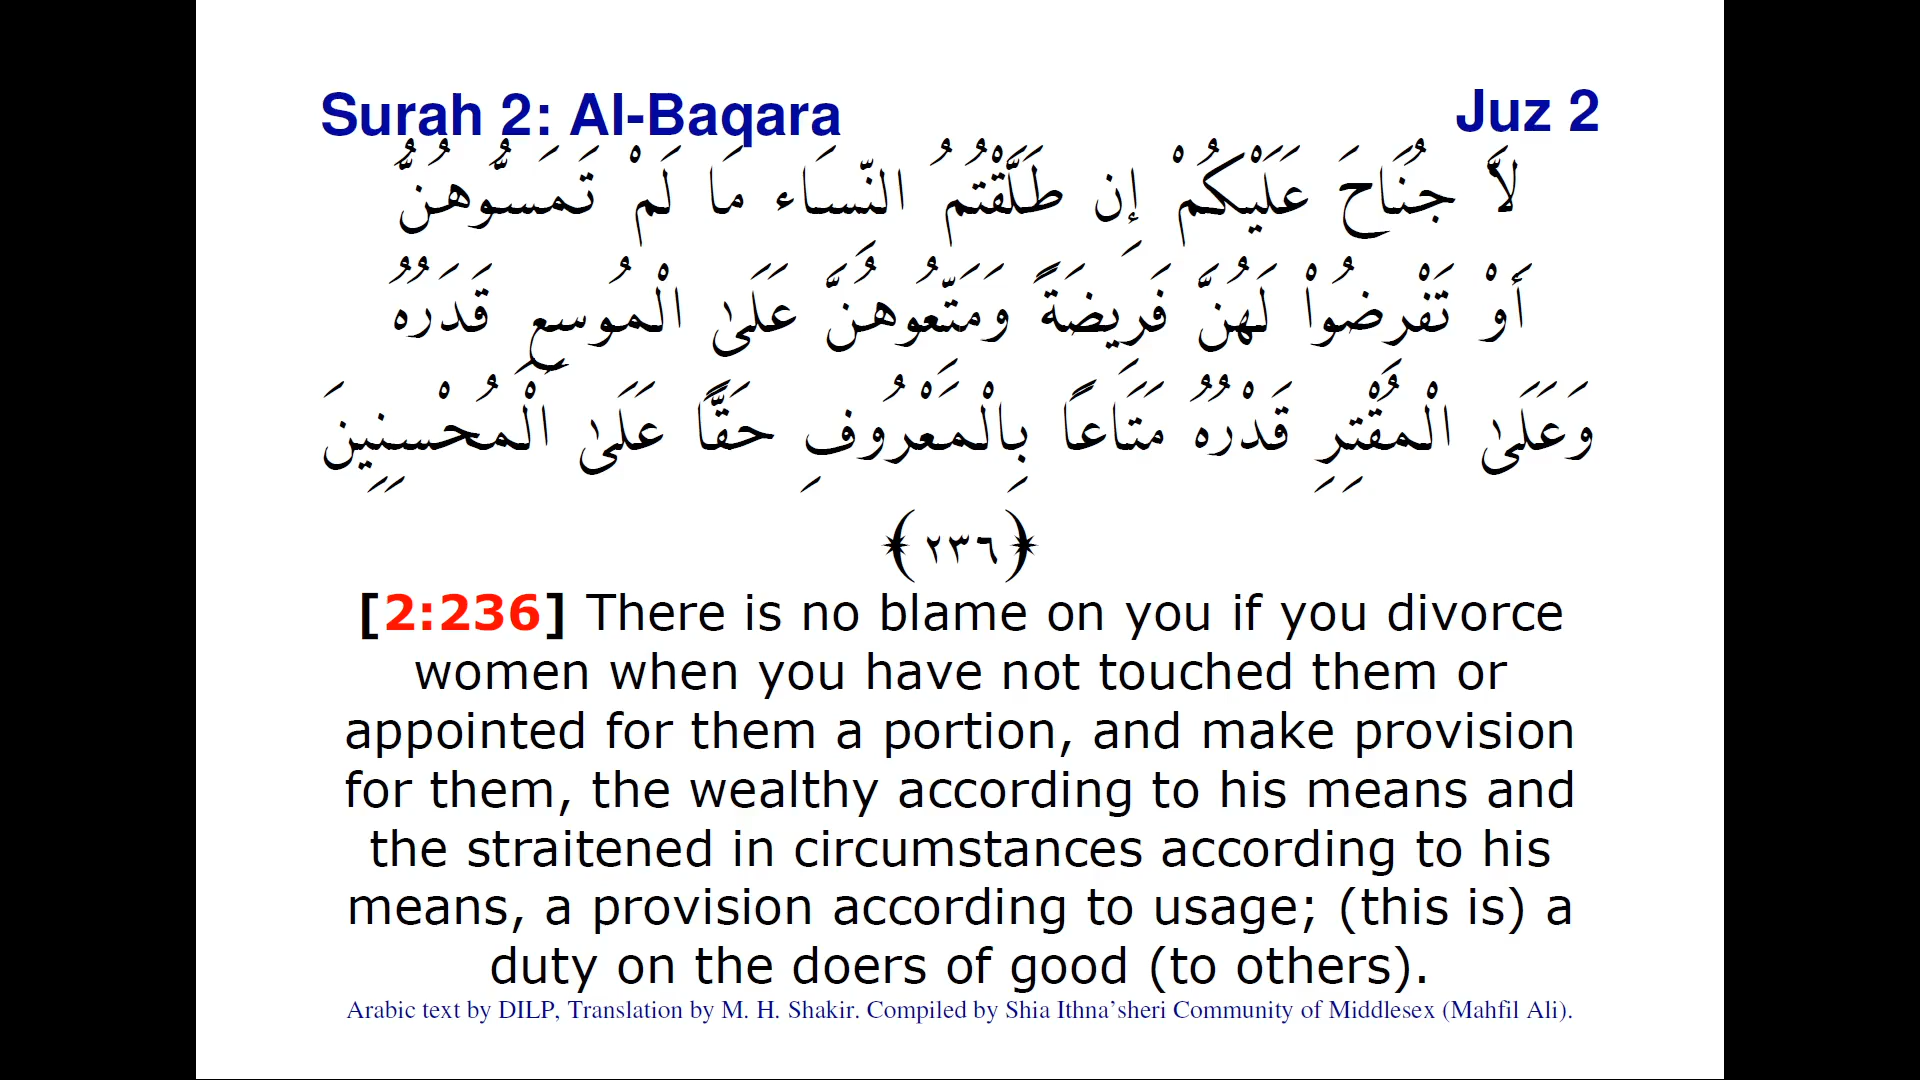 Surah 2: Al-Baqara Juz 2
لاَّ جُنَاحَ عَلَيْكُمْ إِن طَلَّقْتُمُ النِّسَاء مَا لَمْ تَمَسُّوهُنُّ
أَوْ تَفْرِضُواْ لَهُنَّ فَرِيضَةً وَمَتِّعُوهُنَّ عَلَى الْمُوسِعِ قَدَرُهُ
وَعَلَى الْمُقْتِرِ قَدْرُهُ مَتَاعًا بِالْمَعْرُوفِ حَقًّا عَلَى الْمُحْسِنِينَ
﴿٢٣٦﴾
[2:236] There is no blame on you if you divorce
women when you have not touched them or
appointed for them a portion, and make provision
for them, the wealthy according to his means and
the straitened in circumstances according to his
means, a provision according to usage; (this is) a
duty on the doers of good (to others).
Arabic text by DILP, Translation by M. H. Shakir. Compiled by Shia Ithna’sheri Community of Middlesex (Mahfil Ali).